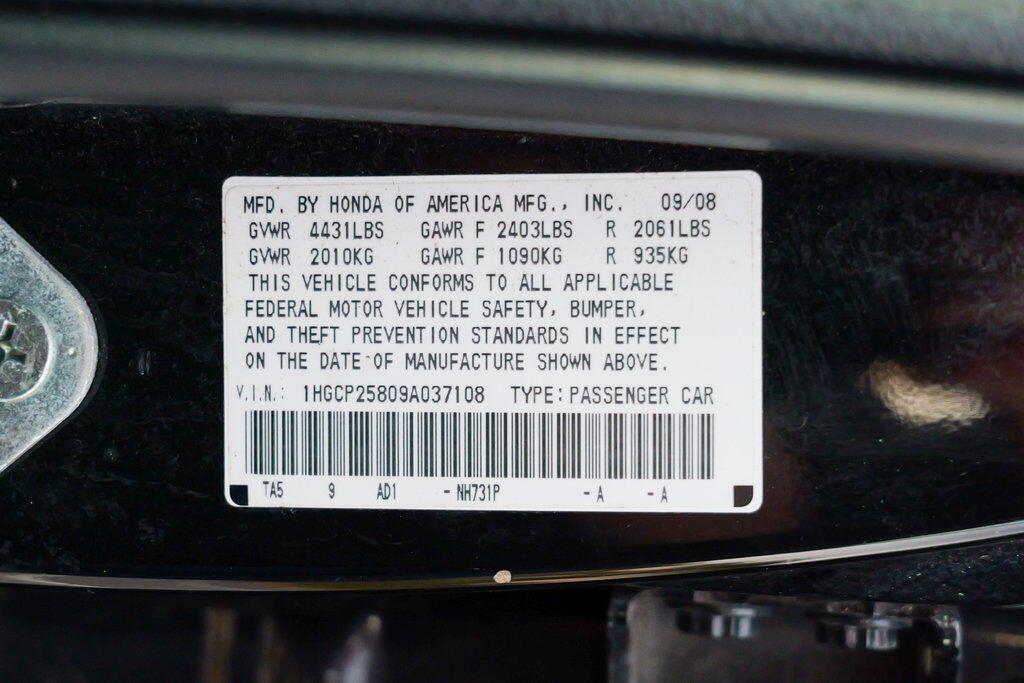 MFD. BY HONDA OF AMERICA MFG., INC. 09/08
GVWR 4431LBS GAWR F 2403LBS R 2061LBS
GVWR 2010KG GAWR F 1090KG R 935KG
THIS VEHICLE CONFORMS TO ALL APPLICABLE
FEDERAL MOTOR VEHICLE SAFETY, BUMPER,
AND THEFT PREVENTION STANDARDS IN EFFECT
ON THE DATE OF MANUFACTURE SHOWN ABOVE.
V.I.N.: 1HGCP25809A037108 TYPE: PASSENGER CAR
TA5 9 AD1 - NH731P - A - A